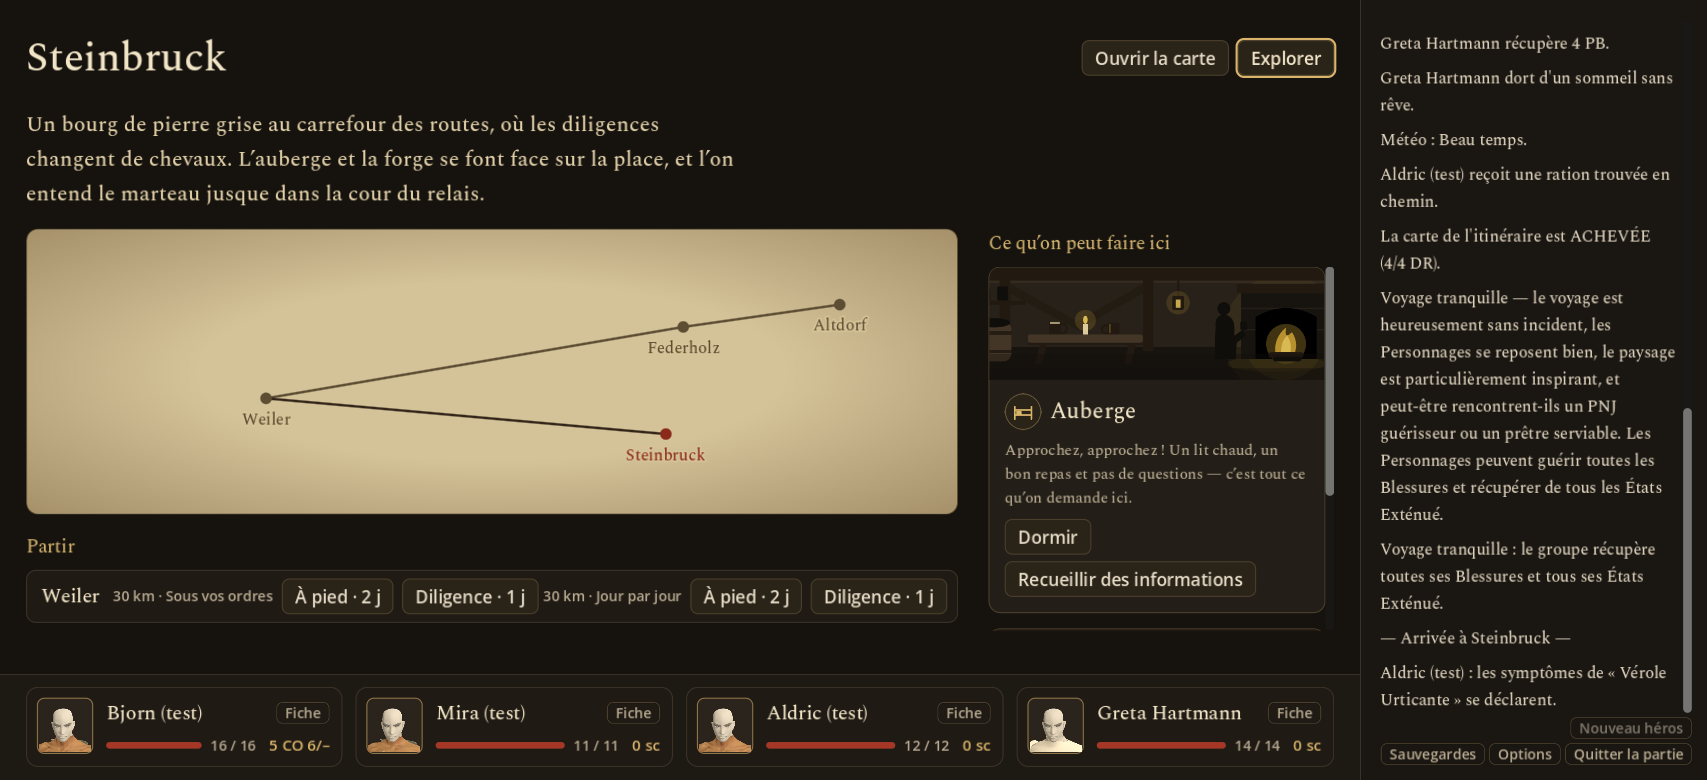 Steinbruck
Ouvrir la carte
Explorer
Un bourg de pierre grise au carrefour des routes, où les diligences
changent de chevaux. L’auberge et la forge se font face sur la place, et l’on
entend le marteau jusque dans la cour du relais.
Altdorf
Federholz
Weiler
Steinbruck
Partir
Weiler 30 km · Sous vos ordres À pied · 2 j Diligence · 1 j 30 km · Jour par jour À pied · 2 j Diligence · 1 j
Ce qu’on peut faire ici
Auberge
Approchez, approchez ! Un lit chaud, un
bon repas et pas de questions — c’est tout ce
qu’on demande ici.
Dormir
Recueillir des informations
Bjorn (test) Fiche
16 / 16 5 CO 6/–
Mira (test) Fiche
11 / 11 0 sc
Aldric (test) Fiche
12 / 12 0 sc
Greta Hartmann Fiche
14 / 14 0 sc
Greta Hartmann récupère 4 PB.
Greta Hartmann dort d'un sommeil sans
rêve.
Météo : Beau temps.
Aldric (test) reçoit une ration trouvée en
chemin.
La carte de l'itinéraire est ACHEVÉE
(4/4 DR).
Voyage tranquille — le voyage est
heureusement sans incident, les
Personnages se reposent bien, le paysage
est particulièrement inspirant, et
peut-être rencontrent-ils un PNJ
guérisseur ou un prêtre serviable. Les
Personnages peuvent guérir toutes les
Blessures et récupérer de tous les États
Exténué.
Voyage tranquille : le groupe récupère
toutes ses Blessures et tous ses États
Exténué.
— Arrivée à Steinbruck —
Aldric (test) : les symptômes de « Vérole
Urticante » se déclarent.
Nouveau héros
Sauvegardes Options Quitter la partie